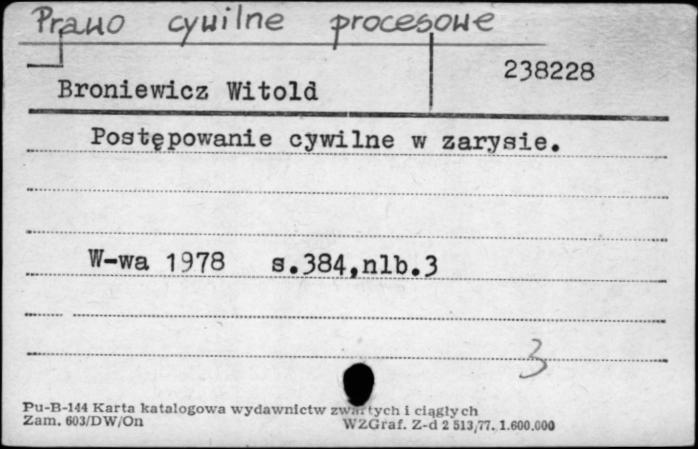 Prawo cywilne procesowe
238228
Broniewicz Witold
Postępowanie cywilne w zarysie.
W-wa 1978 s.384,nlb.3
3
Pu-B-144 Karta katalogowa wydawnictw zwartych i ciągłych
Zam. 603/DW/On WZGraf. Z-d 2 513/77. 1.600.000